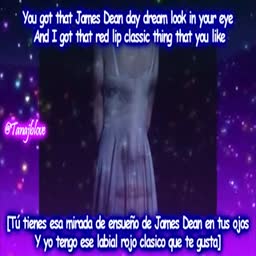 You got that James Dean day dream look in your eye
And I got that red lip classic thing that you like
@Tamajblove
[Tú tienes esa mirada de ensueño de James Dean en tus ojos
Y yo tengo ese labial rojo clasico que te gusta]